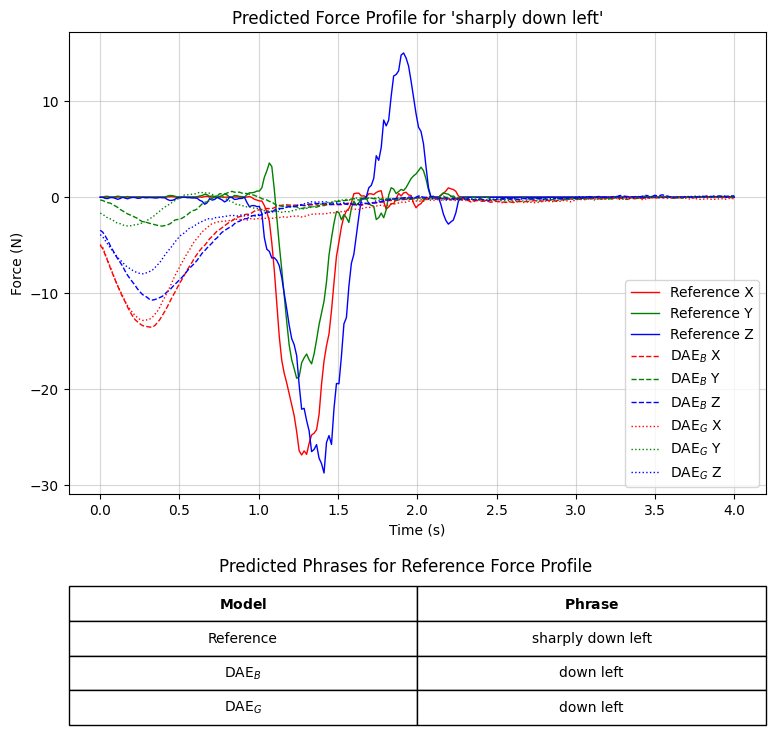 Predicted Force Profile for 'sharply down left'
Force (N)
10
0
−10
−20
−30
0.0 0.5 1.0 1.5 2.0 2.5 3.0 3.5 4.0
Time (s)
Reference X
Reference Y
Reference Z
DAE_B X
DAE_B Y
DAE_B Z
DAE_G X
DAE_G Y
DAE_G Z
Predicted Phrases for Reference Force Profile
Model Phrase
Reference sharply down left
DAE_B down left
DAE_G down left